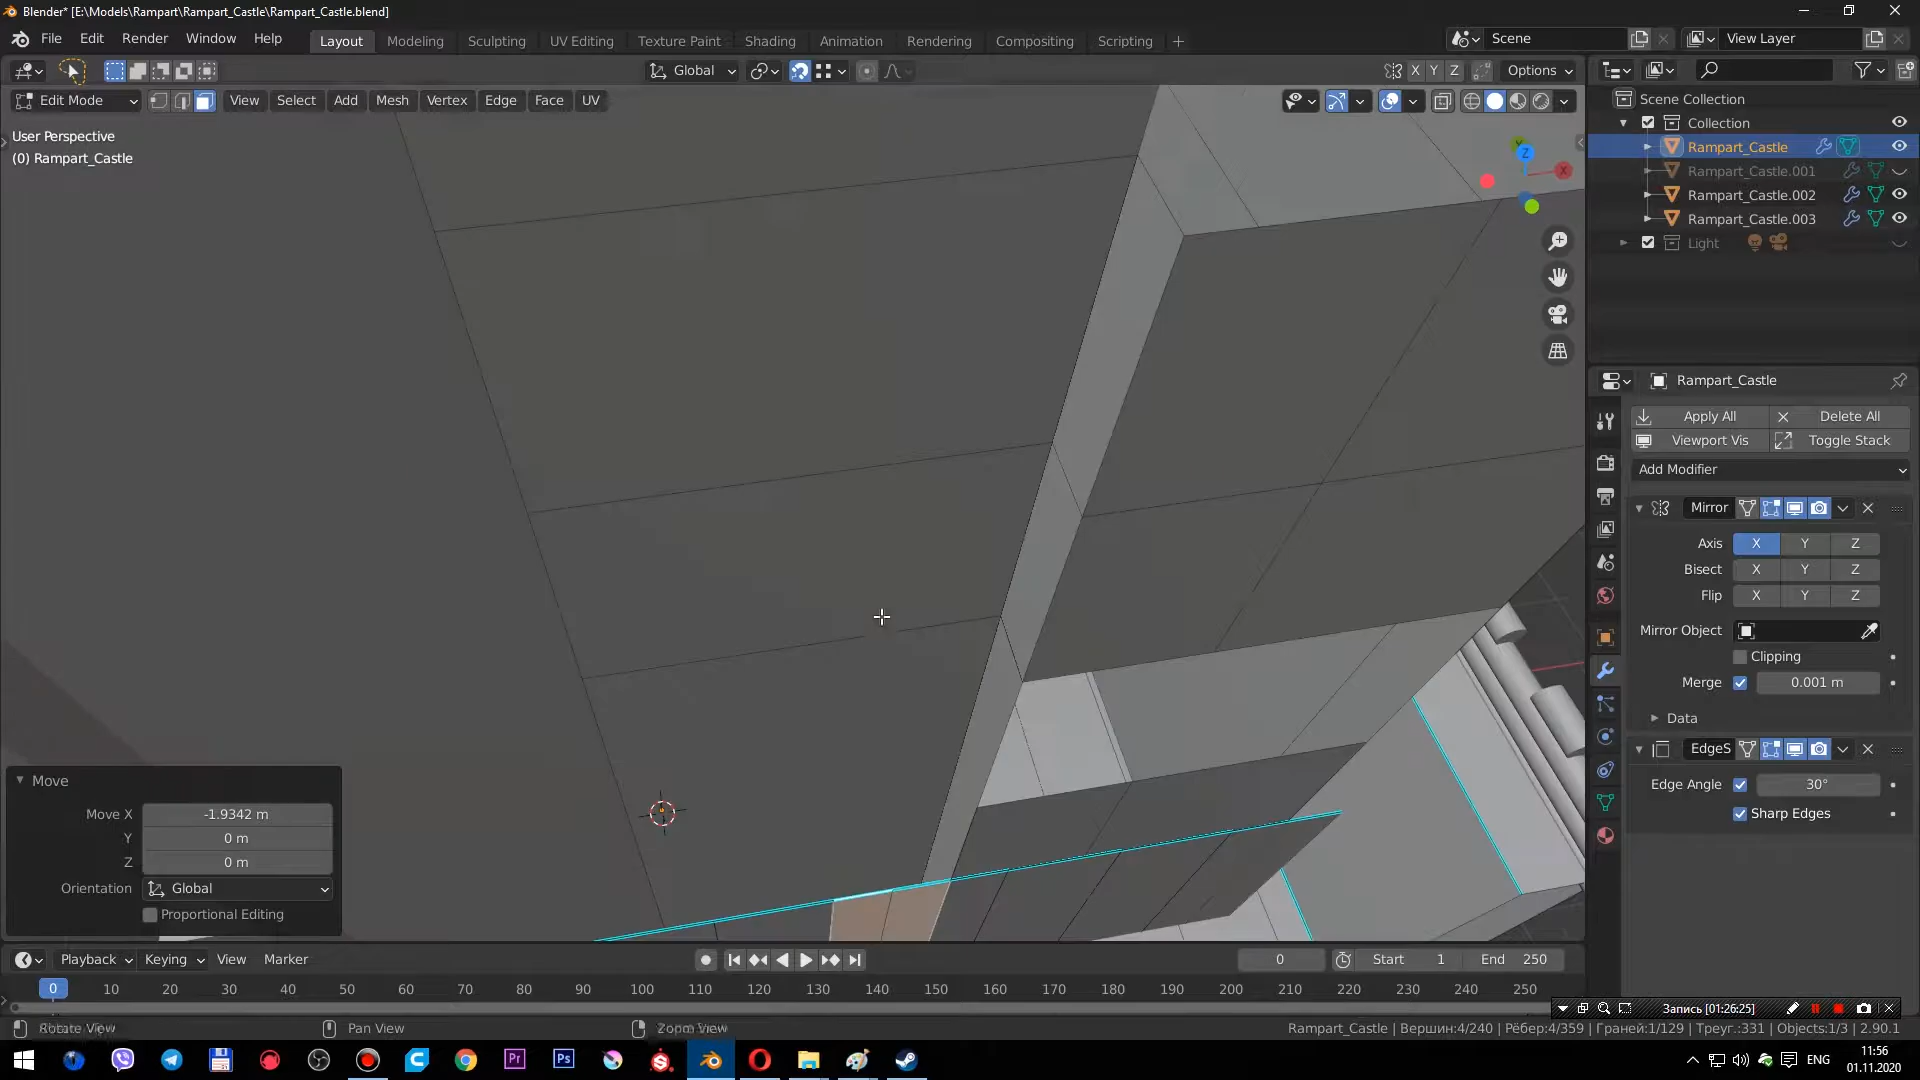 Blender* [E:\Models\Rampart\Rampart_Castle\Rampart_Castle.blend]
File Edit Render Window Help Layout Modeling Sculpting UV Editing Texture Paint Shading Animation Rendering Compositing Scripting + Scene View Layer
Global X Y Z Options
Edit Mode View Select Add Mesh Vertex Edge Face UV
User Perspective
(0) Rampart_Castle
Z X
Scene Collection
Collection
Rampart_Castle
Rampart_Castle.001
Rampart_Castle.002
Rampart_Castle.003
Light
Rampart_Castle
Apply All Delete All
Viewport Vis Toggle Stack
Add Modifier
Mirror
Axis X Y Z
Bisect X Y Z
Flip X Y Z
Mirror Object
Clipping
Merge 0.001 m
Data
EdgeS
Edge Angle 30°
Sharp Edges
Move
Move X -1.9342 m
Y 0 m
Z 0 m
Orientation Global
Proportional Editing
Playback Keying View Marker 0 Start 1 End 250
0 10 20 30 40 50 60 70 80 90 100 110 120 130 140 150 160 170 180 190 200 210 220 230 240 250
Запись [01:26:25]
Pan View
Rampart_Castle | Вершин:4/240 | Рёбер:4/359 | Граней:1/129 | Треуг.:331 | Objects:1/3 | 2.90.1
Pr Ps ENG
11:56
01.11.2020